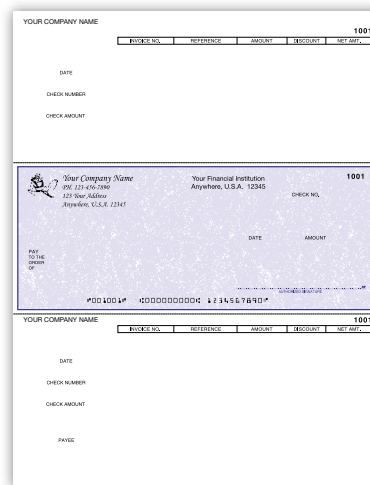 YOUR COMPANY NAME
1001
INVOICE NO. REFERENCE AMOUNT DISCOUNT NET AMT.
DATE
CHECK NUMBER
CHECK AMOUNT
Your Company Name
PH. 123-456-7890
123 Your Address
Anywhere, U.S.A. 12345
Your Financial Institution
Anywhere, U.S.A. 12345
1001
CHECK NO.
DATE AMOUNT
PAY
TO THE
ORDER
OF
AUTHORIZED SIGNATURE
⑈001001⑈ ⑆000000000⑆ 1234567890⑈
YOUR COMPANY NAME
1001
INVOICE NO. REFERENCE AMOUNT DISCOUNT NET AMT.
DATE
CHECK NUMBER
CHECK AMOUNT
PAYEE